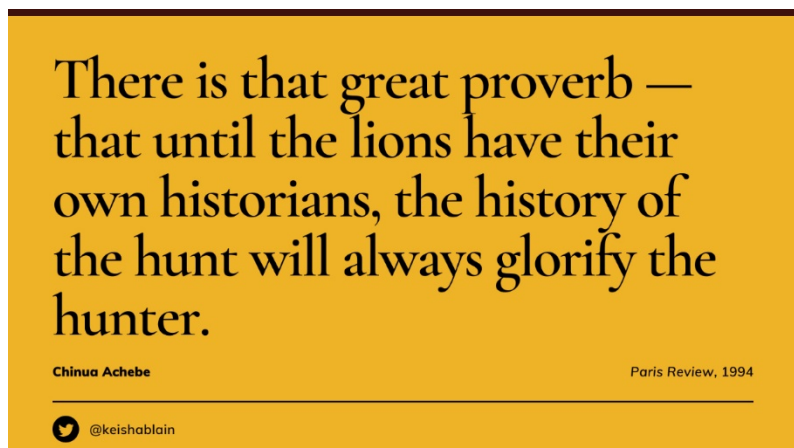 There is that great proverb —
that until the lions have their
own historians, the history of
the hunt will always glorify the
hunter.
Chinua Achebe
Paris Review, 1994
@keishablain